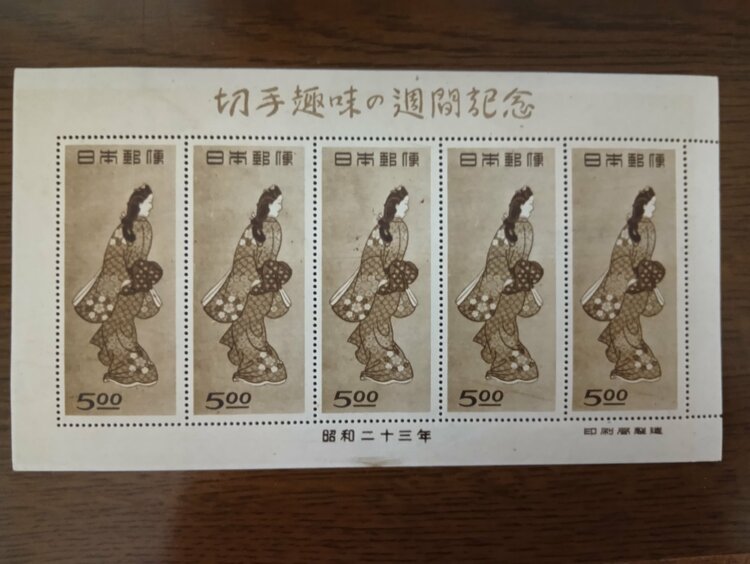 切手趣味の週間記念
日本郵便 日本郵便 日本郵便 日本郵便 日本郵便
5.00 5.00 5.00 5.00 5.00
昭和二十三年
印刷局製造